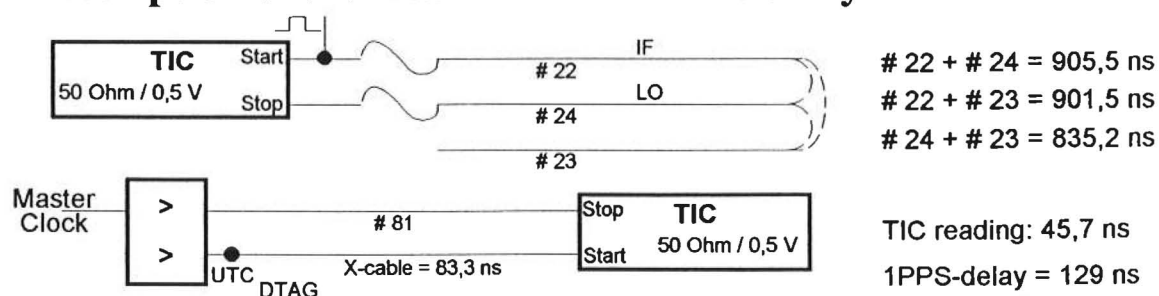 TIC
Start
50 Ohm / 0,5 V
Stop
IF
# 22
LO
# 24
# 23
# 22 + # 24 = 905,5 ns
# 22 + # 23 = 901,5 ns
# 24 + # 23 = 835,2 ns
Master
Clock
>
>
# 81
UTC
DTAG
X-cable = 83,3 ns
Stop
TIC
Start
50 Ohm / 0,5 V
TIC reading: 45,7 ns
1PPS-delay = 129 ns